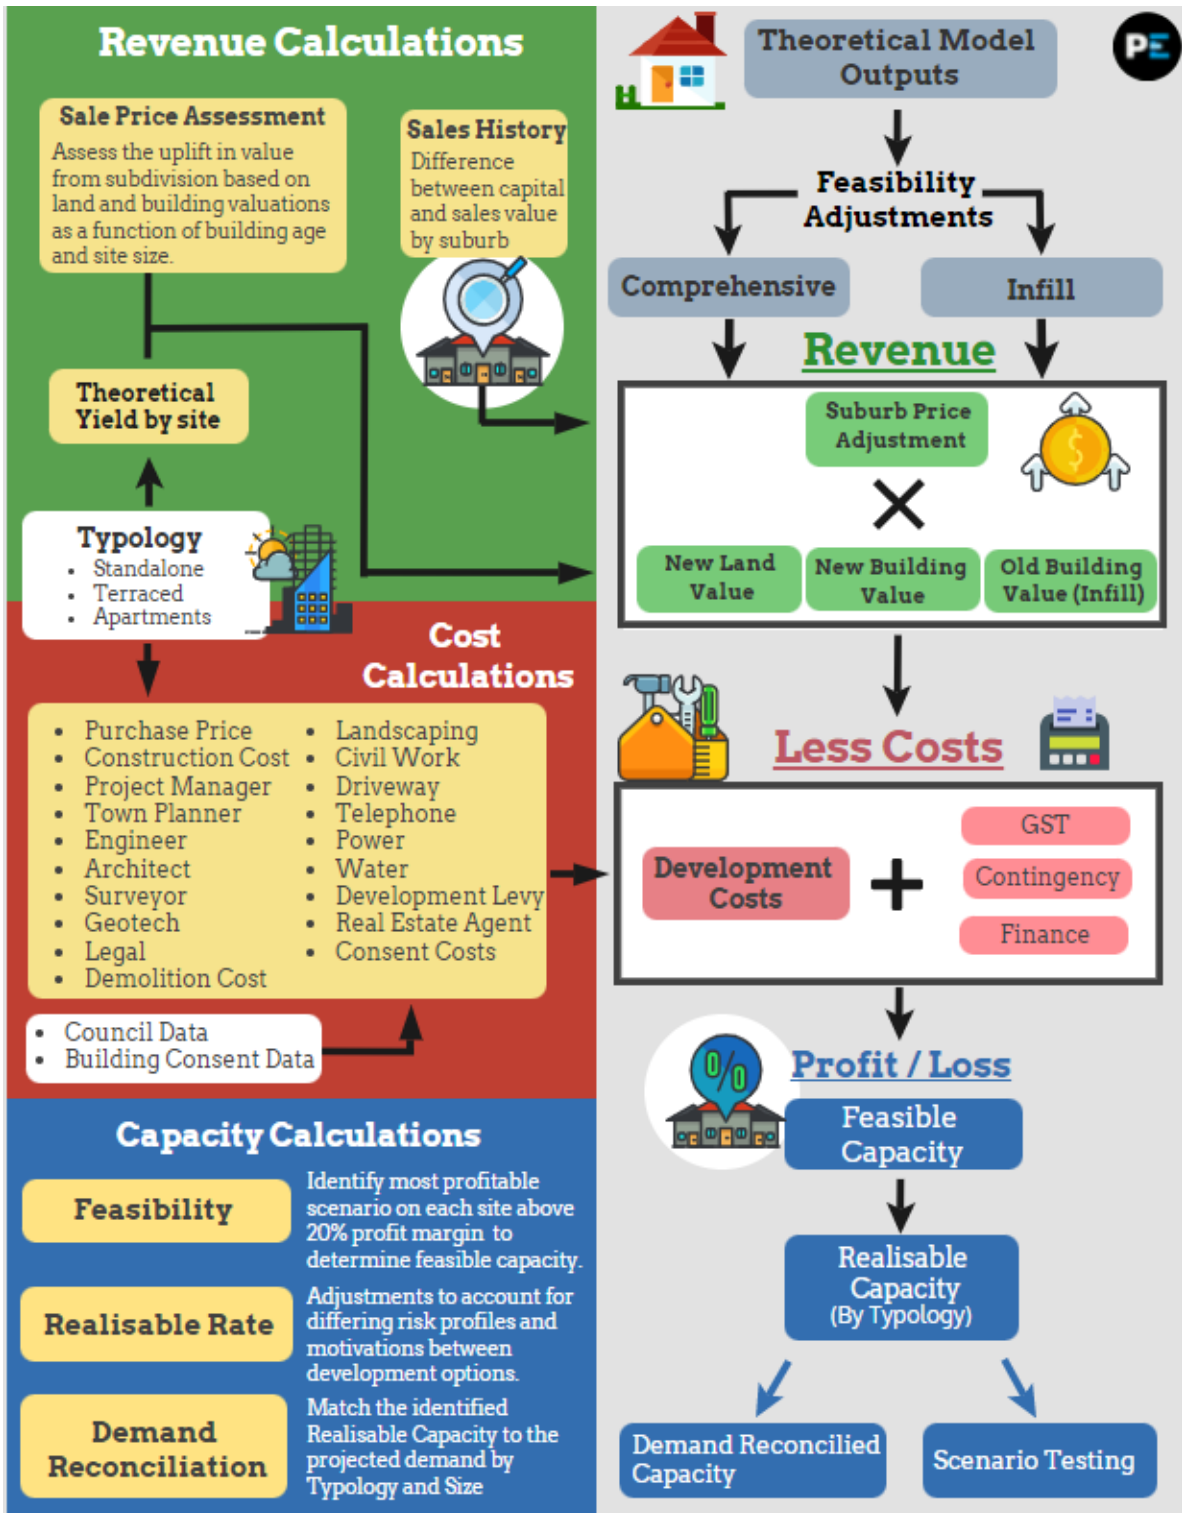 Revenue Calculations
Sale Price Assessment
Assess the uplift in value
from subdivision based on
land and building valuations
as a function of building age
and site size.
Sales History
Difference
between capital
and sales value
by suburb
Theoretical
Yield by site
Typology
• Standalone
• Terraced
• Apartments
Cost
Calculations
• Purchase Price
• Construction Cost
• Project Manager
• Town Planner
• Engineer
• Architect
• Surveyor
• Geotech
• Legal
• Demolition Cost
• Landscaping
• Civil Work
• Driveway
• Telephone
• Power
• Water
• Development Levy
• Real Estate Agent
• Consent Costs
• Council Data
• Building Consent Data
Capacity Calculations
Feasibility
Identify most profitable
scenario on each site above
20% profit margin to
determine feasible capacity.
Realisable Rate
Adjustments to account for
differing risk profiles and
motivations between
development options.
Demand
Reconciliation
Match the identified
Realisable Capacity to the
projected demand by
Typology and Size
Theoretical Model
Outputs
PE
Feasibility
Adjustments
Comprehensive
Infill
Revenue
Suburb Price
Adjustment
$
New Land
Value
New Building
Value
Old Building
Value (Infill)
Less Costs
Development
Costs
GST
Contingency
Finance
%
Profit / Loss
Feasible
Capacity
Realisable
Capacity
(By Typology)
Demand Reconcilied
Capacity
Scenario Testing